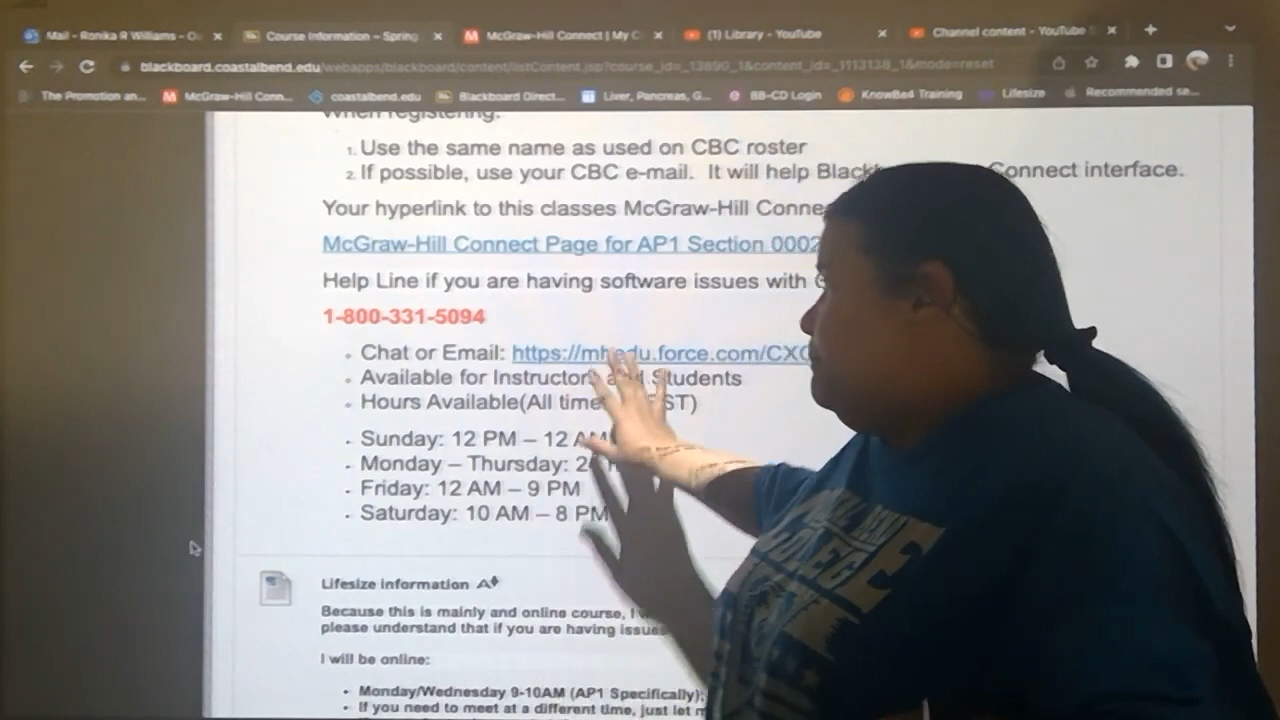 Mail - Ronika R Williams - O
Course Information – Spring
McGraw-Hill Connect | My C
(1) Library - YouTube
Channel content - YouTube S
blackboard.coastalbend.edu/webapps/blackboard/content/listContent.jsp?course_id=_13890_1&content_id=_1113138_1&mode=reset
The Promotion an...
McGraw-Hill Conn...
coastalbend.edu
Blackboard Direct...
Liver, Pancreas, G...
BB-CD Login
KnowBe4 Training
Lifesize
Recommended se...
When registering:
1. Use the same name as used on CBC roster
2. If possible, use your CBC e-mail. It will help Connect interface.
Your hyperlink to this classes McGraw-Hill Conne
McGraw-Hill Connect Page for AP1 Section 0002
Help Line if you are having software issues with
1-800-331-5094
Chat or Email: https://mhedu.force.com/CXG
Available for Instructors and Students
Hours Available(All time EST)
Sunday: 12 PM – 12 AM
Monday – Thursday: 24
Friday: 12 AM – 9 PM
Saturday: 10 AM – 8 PM
Lifesize information
Because this is mainly and online course, I
please understand that if you are having issues
I will be online:
Monday/Wednesday 9-10AM (AP1 Specifically);
If you need to meet at a different time, just let m
COLLEGE